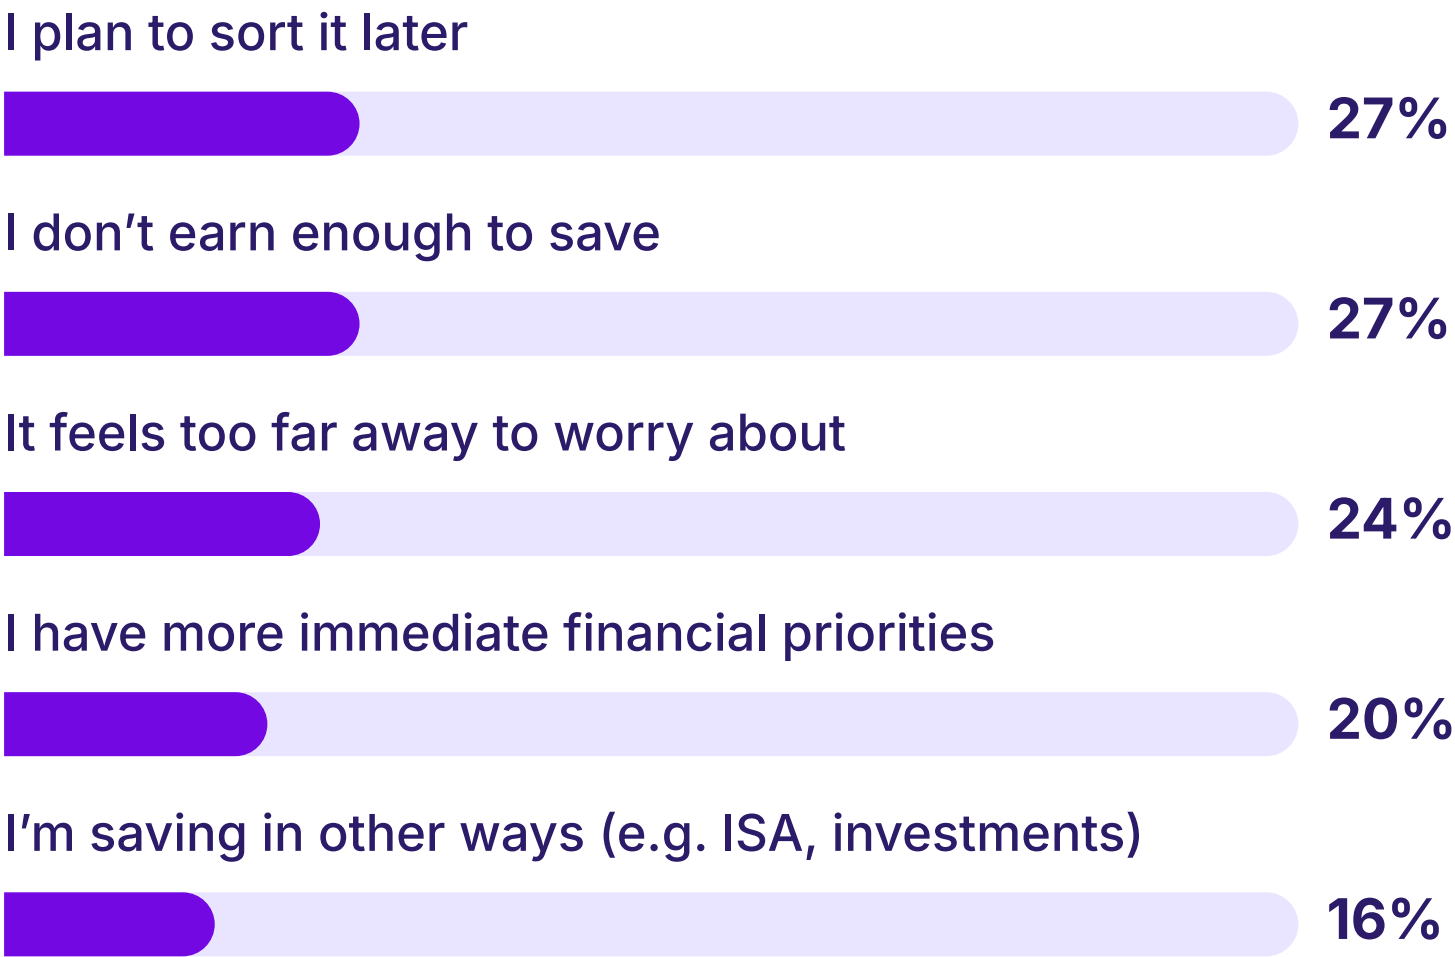 I plan to sort it later
27%
I don’t earn enough to save
27%
It feels too far away to worry about
24%
I have more immediate financial priorities
20%
I’m saving in other ways (e.g. ISA, investments)
16%